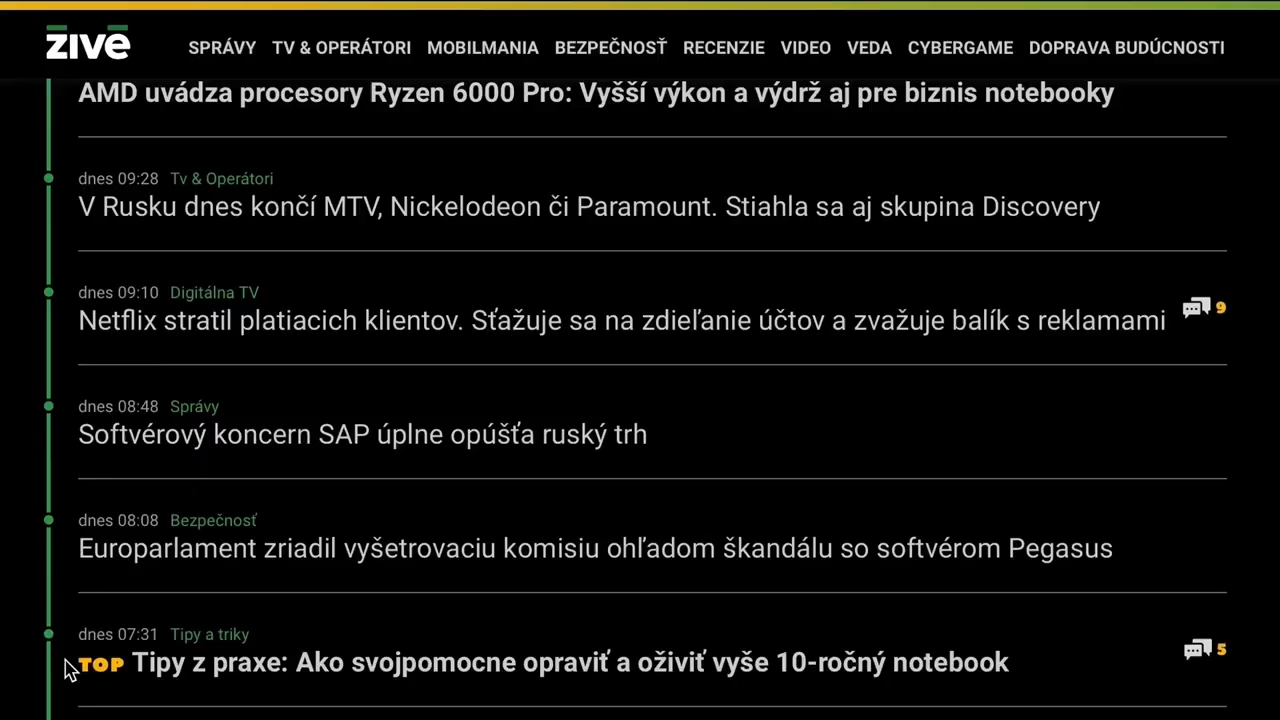 živé
SPRÁVY TV & OPERÁTORI MOBILMANIA BEZPEČNOSŤ RECENZIE VIDEO VEDA CYBERGAME DOPRAVA BUDÚCNOSTI
AMD uvádza procesory Ryzen 6000 Pro: Vyšší výkon a výdrž aj pre biznis notebooky
dnes 09:28 Tv & Operátori
V Rusku dnes končí MTV, Nickelodeon či Paramount. Stiahla sa aj skupina Discovery
dnes 09:10 Digitálna TV
Netflix stratil platiacich klientov. Sťažuje sa na zdieľanie účtov a zvažuje balík s reklamami 9
dnes 08:48 Správy
Softvérový koncern SAP úplne opúšťa ruský trh
dnes 08:08 Bezpečnosť
Europarlament zriadil vyšetrovaciu komisiu ohľadom škandálu so softvérom Pegasus
dnes 07:31 Tipy a triky
TOP Tipy z praxe: Ako svojpomocne opraviť a oživiť vyše 10-ročný notebook 5